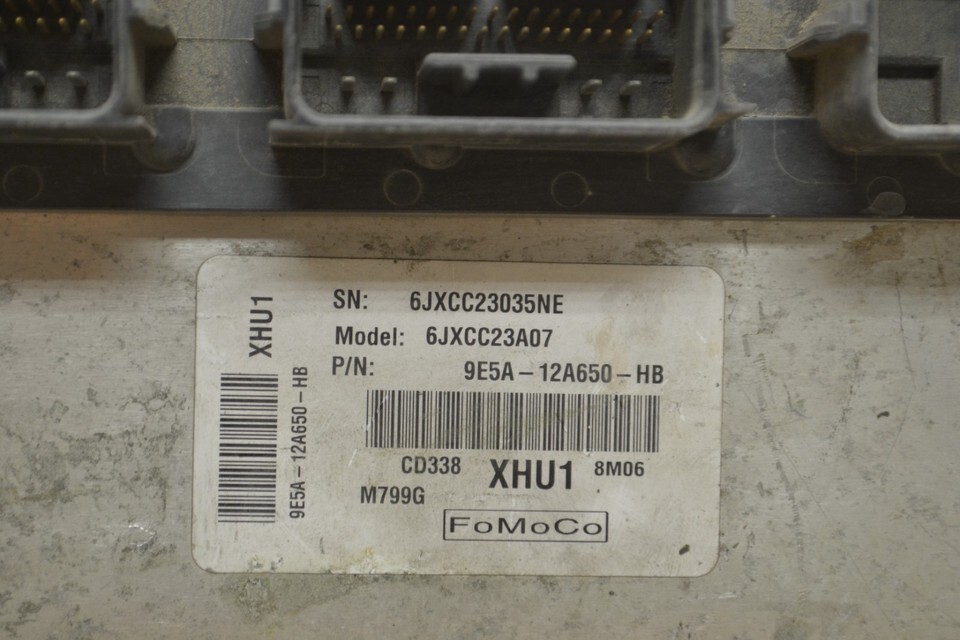 XHU1
9E5A-12A650-HB
SN: 6JXCC23035NE
Model: 6JXCC23A07
P/N: 9E5A-12A650-HB
CD338 XHU1 8M06
M799G
FoMoCo